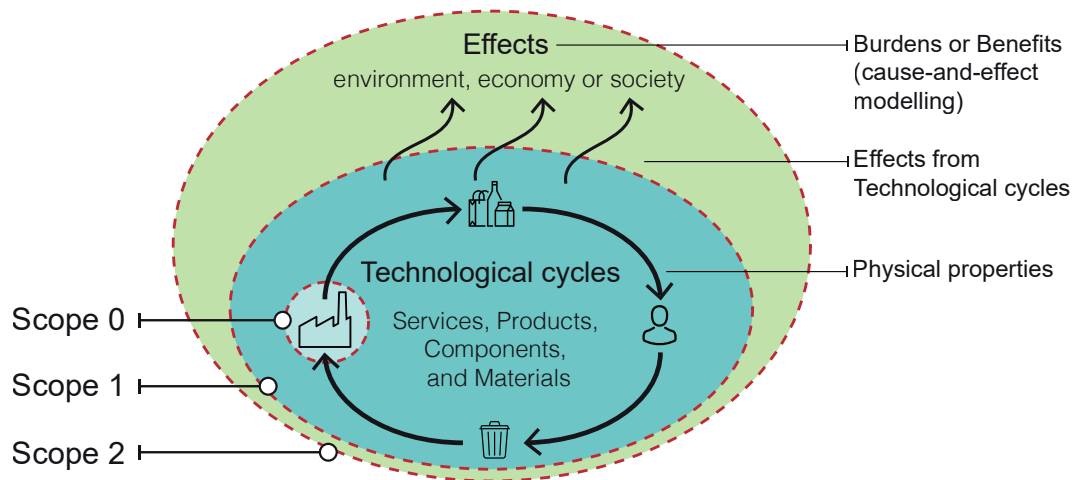 Effects
environment, economy or society
Burdens or Benefits
(cause-and-effect
modelling)
Effects from
Technological cycles
Physical properties
Technological cycles
Services, Products,
Components,
and Materials
Scope 0
Scope 1
Scope 2